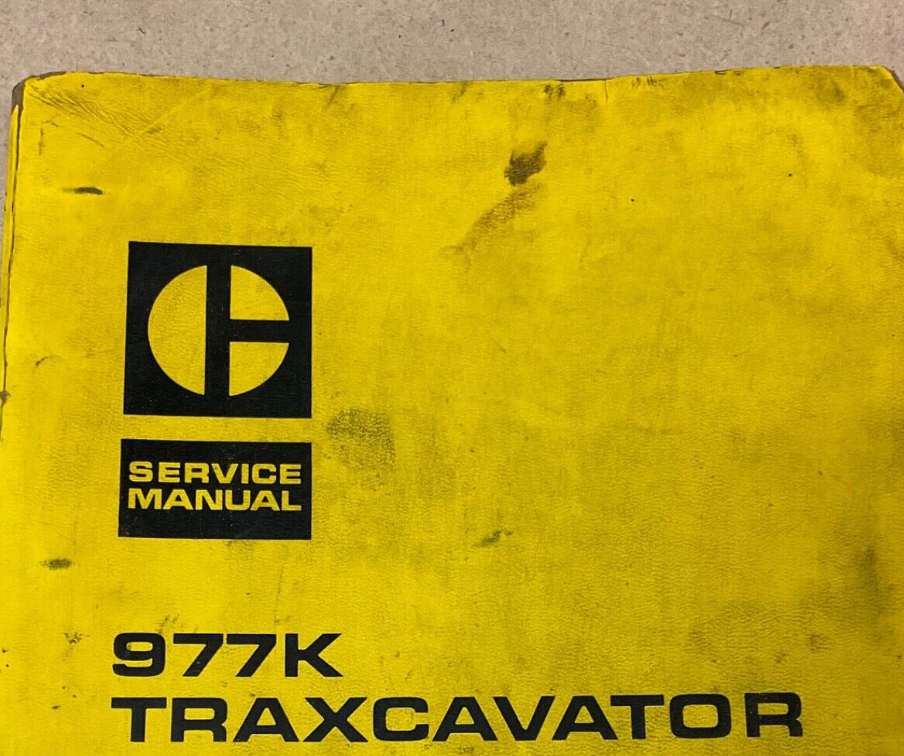 SERVICE
MANUAL
977K
TRAXCAVATOR